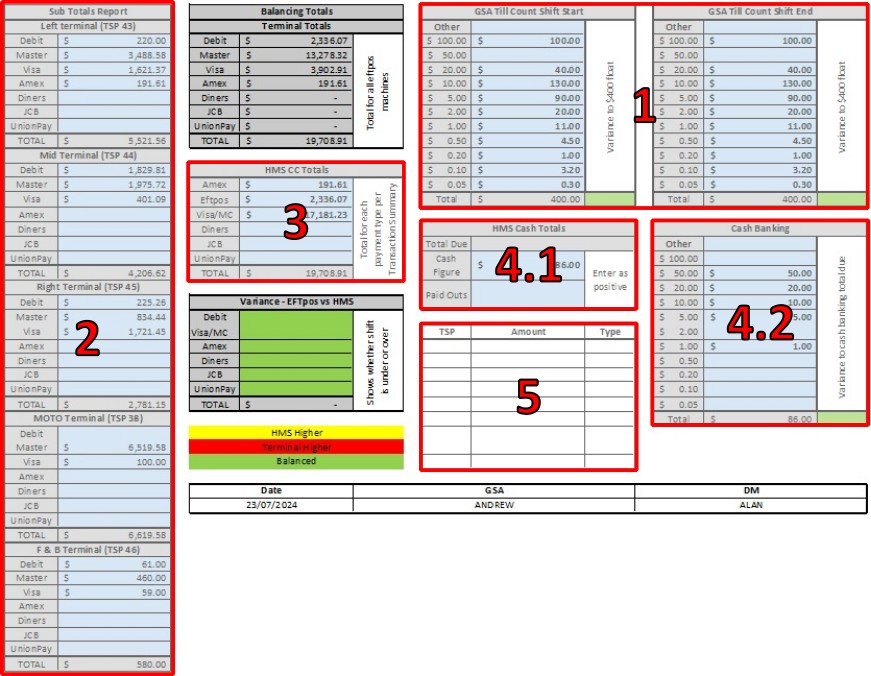 Sub Totals Report
Left terminal (TSP 43)
Debit $ 220.00
Master $ 3,488.58
Visa $ 1,621.37
Amex $ 191.61
Diners
JCB
UnionPay
TOTAL $ 5,521.56
Mid Terminal (TSP 44)
Debit $ 1,829.81
Master $ 1,975.72
Visa $ 401.09
Amex
Diners
JCB
UnionPay
TOTAL $ 4,206.62
Right Terminal (TSP 45)
Debit $ 225.26
Master $ 834.44
Visa $ 1,721.45
Amex
Diners
JCB
UnionPay
TOTAL $ 2,781.15
MOTO Terminal (TSP 38)
Debit
Master $ 6,519.58
Visa $ 100.00
Amex
Diners
JCB
UnionPay
TOTAL $ 6,619.58
F & B Terminal (TSP 46)
Debit $ 61.00
Master $ 460.00
Visa $ 59.00
Amex
Diners
JCB
UnionPay
TOTAL $ 580.00
2
Balancing Totals
Terminal Totals
Debit $ 2,336.07
Master $ 13,278.32
Visa $ 3,902.91
Amex $ 191.61
Diners $ -
JCB $ -
UnionPay $ -
TOTAL $ 19,708.91
Total for all eftpos
machines
HMS CC Totals
Amex $ 191.61
Eftpos $ 2,336.07
Visa/MC $ 17,181.23
Diners
JCB
UnionPay
TOTAL $ 19,708.91
Total for each
payment type per
Transaction Summary
3
Variance - EFTpos vs HMS
Debit
Visa/MC
Amex
Diners
JCB
UnionPay
TOTAL $ -
Shows whether shift
is under or over
HMS Higher
Terminal Higher
Balanced
GSA Till Count Shift Start
Other
$ 100.00 $ 100.00
$ 50.00
$ 20.00 $ 40.00
$ 10.00 $ 130.00
$ 5.00 $ 90.00
$ 2.00 $ 20.00
$ 1.00 $ 11.00
$ 0.50 $ 4.50
$ 0.20 $ 1.00
$ 0.10 $ 3.20
$ 0.05 $ 0.30
Total $ 400.00
Variance to $400 float
1
GSA Till Count Shift End
Other
$ 100.00 $ 100.00
$ 50.00
$ 20.00 $ 40.00
$ 10.00 $ 130.00
$ 5.00 $ 90.00
$ 2.00 $ 20.00
$ 1.00 $ 11.00
$ 0.50 $ 4.50
$ 0.20 $ 1.00
$ 0.10 $ 3.20
$ 0.05 $ 0.30
Total $ 400.00
Variance to $400 float
HMS Cash Totals
Total Due
Cash
Figure $ 86.00
Paid Outs
Enter as
positive
4.1
Cash Banking
Other
$ 100.00
$ 50.00 $ 50.00
$ 20.00 $ 20.00
$ 10.00 $ 10.00
$ 5.00 $ 5.00
$ 2.00
$ 1.00 $ 1.00
$ 0.50
$ 0.20
$ 0.10
$ 0.05
Total $ 86.00
Variance to cash banking total due
4.2
TSP Amount Type
5
Date GSA DM
23/07/2024 ANDREW ALAN